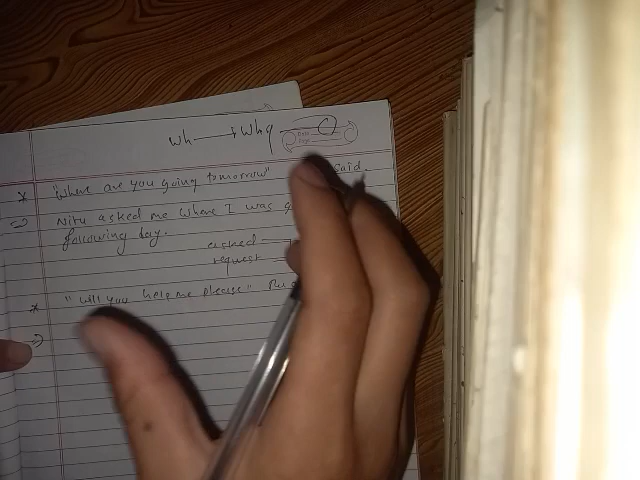 Wh → Whq
* "Where are you going tomorrow" said.
⇒ Nitu asked me where I was g
following day.
asked
request
* "Will you help me please"
⇒